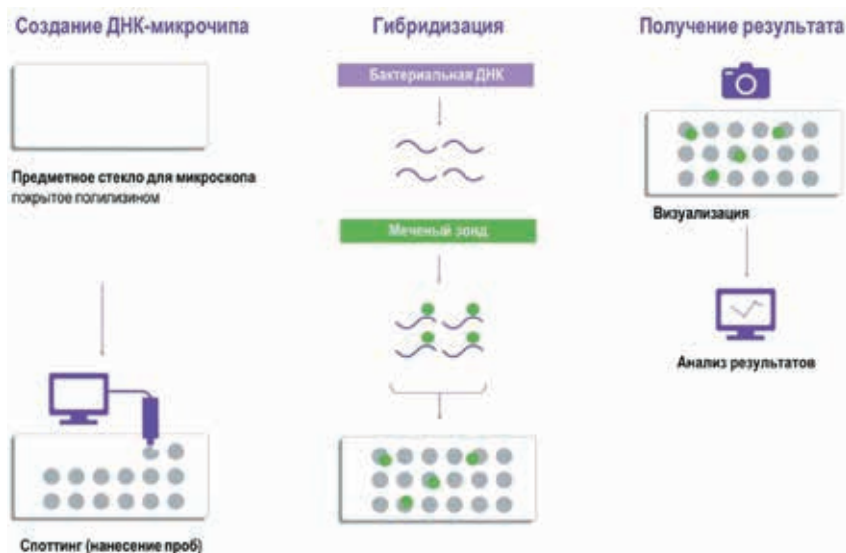 Создание ДНК-микрочипа
Предметное стекло для микроскопа
покрытое полилизином
Споттинг (нанесение проб)
Гибридизация
Бактериальная ДНК
Меченый зонд
Получение результата
Визуализация
Анализ результатов